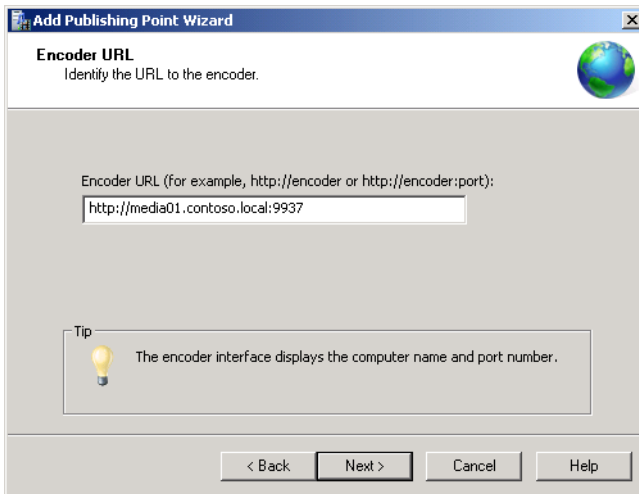 Add Publishing Point Wizard
Encoder URL
Identify the URL to the encoder.
Encoder URL (for example, http://encoder or http://encoder:port):
http://media01.contoso.local:9937
Tip
The encoder interface displays the computer name and port number.
< Back
Next >
Cancel
Help